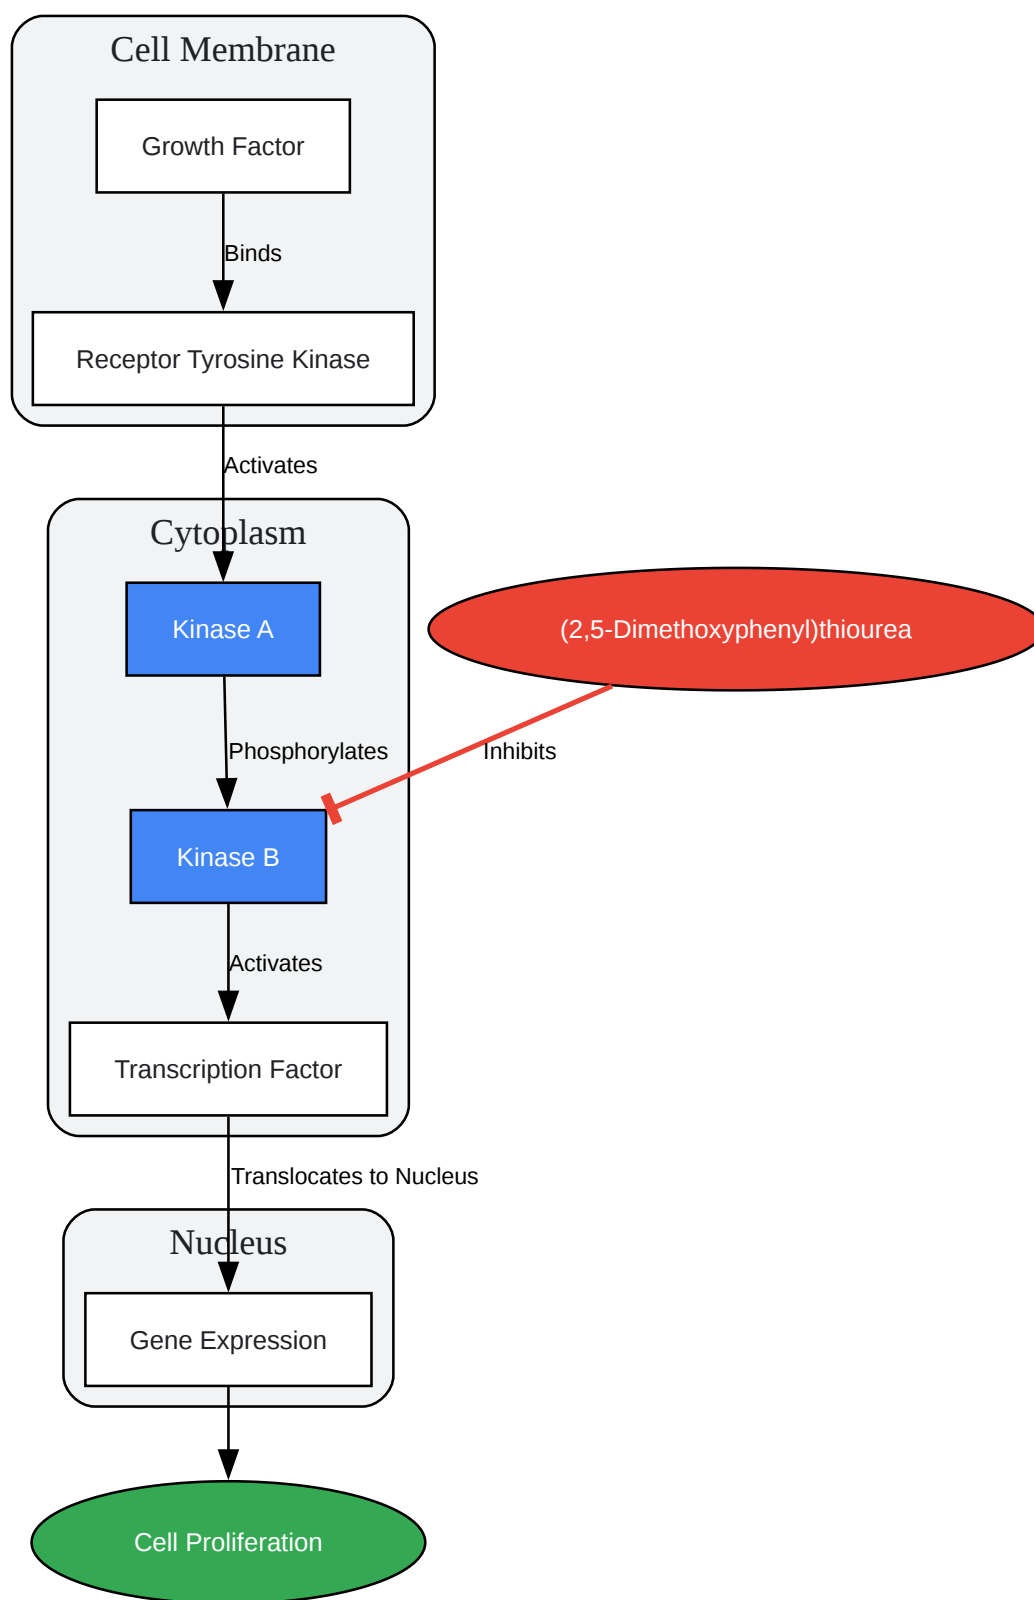 Cell Membrane
Growth Factor
Binds
Receptor Tyrosine Kinase
Activates
Cytoplasm
Kinase A
(2,5-Dimethoxyphenyl)thiourea
Phosphorylates
Inhibits
Kinase B
Activates
Transcription Factor
Translocates to Nucleus
Nucleus
Gene Expression
Cell Proliferation